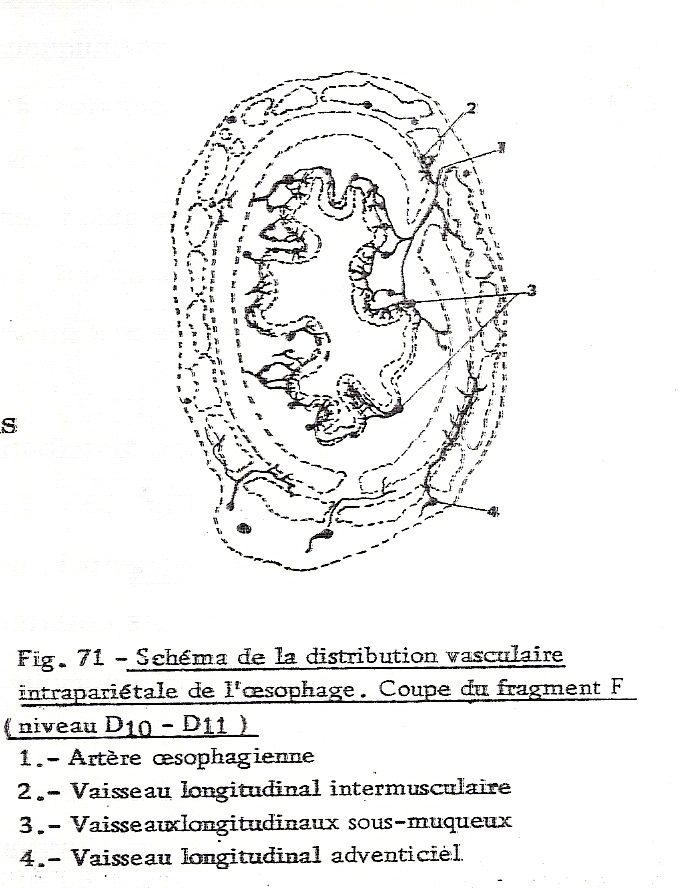 2
1
3
S
4
Fig. 71 - Schéma de la distribution vasculaire
intrapariétale de l'œsophage. Coupe du fragment F
(niveau D10 - D11 )
1.- Artère œsophagienne
2.- Vaisseau longitudinal intermusculaire
3.- Vaisseauxlongitudinaux sous-muqueux
4.- Vaisseau longitudinal adventiciel